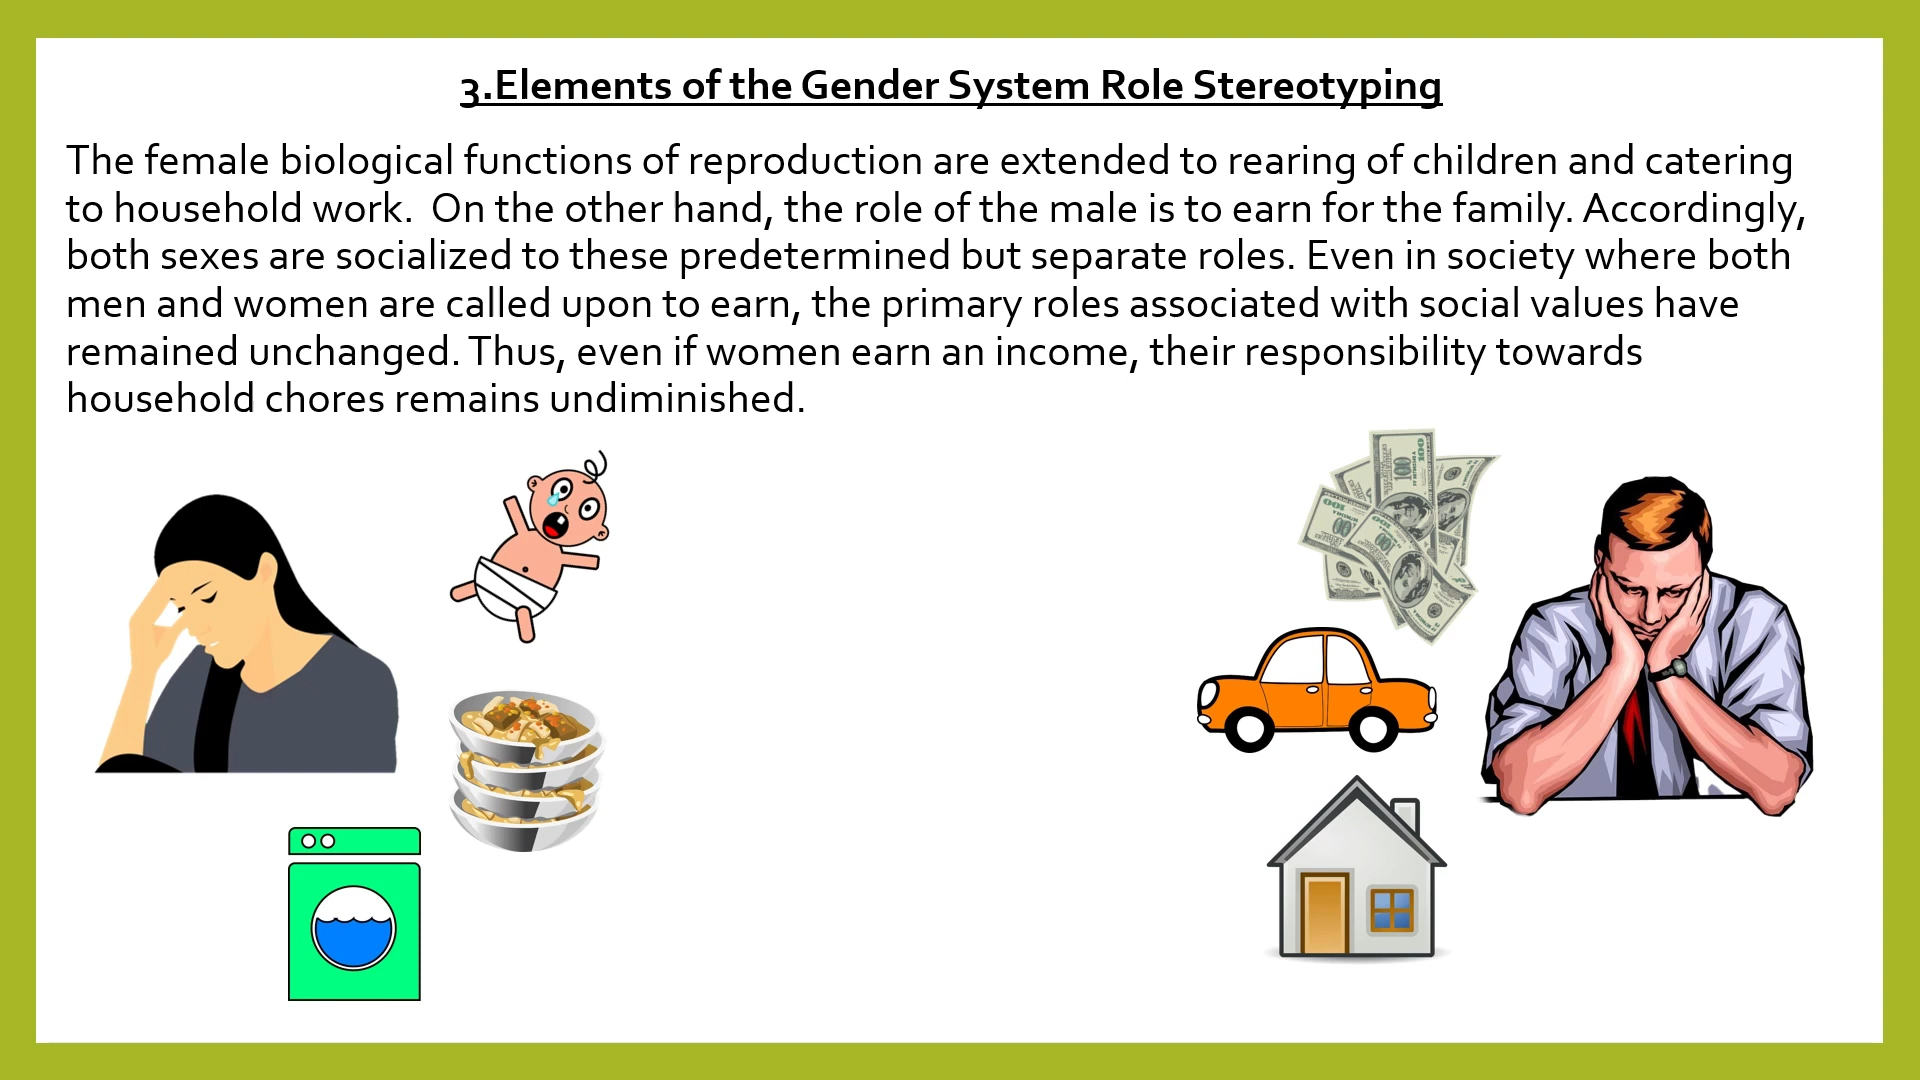 3.Elements of the Gender System Role Stereotyping
The female biological functions of reproduction are extended to rearing of children and catering
to household work.  On the other hand, the role of the male is to earn for the family. Accordingly,
both sexes are socialized to these predetermined but separate roles. Even in society where both
men and women are called upon to earn, the primary roles associated with social values have
remained unchanged. Thus, even if women earn an income, their responsibility towards
household chores remains undiminished.